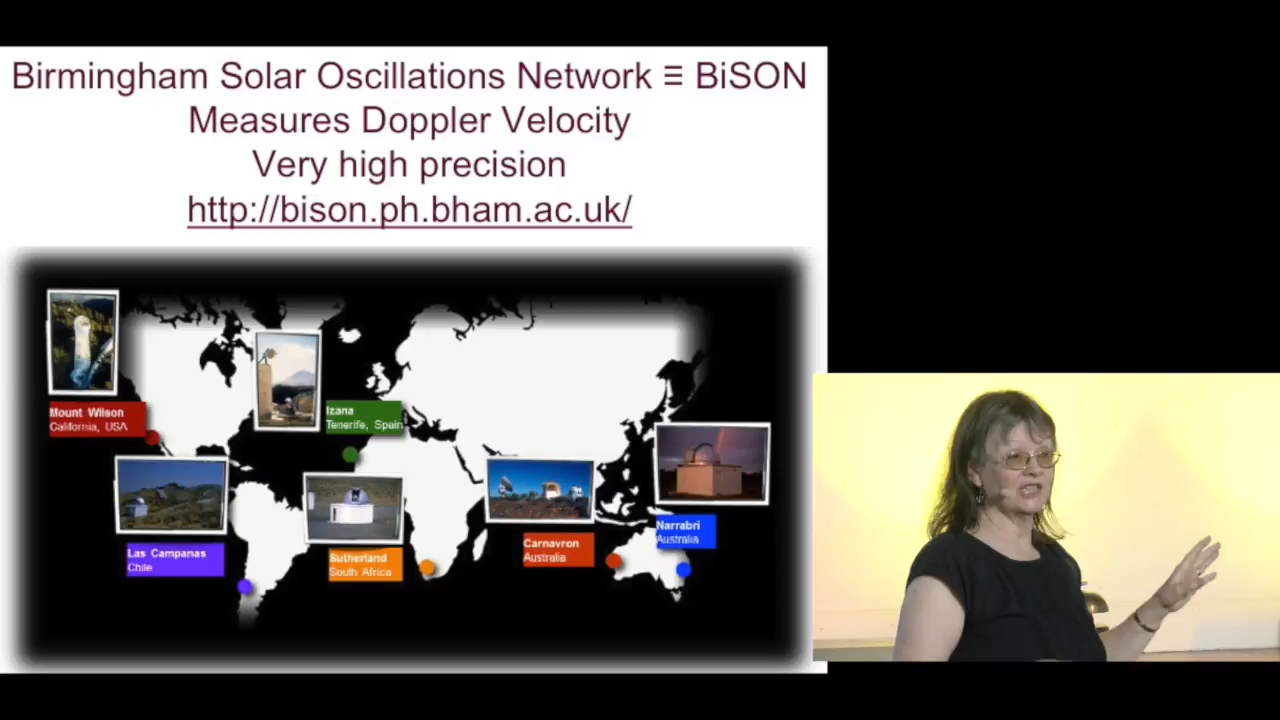 Birmingham Solar Oscillations Network ≡ BiSON
Measures Doppler Velocity
Very high precision
http://bison.ph.bham.ac.uk/
Mount Wilson
California, USA
Izana
Tenerife, Spain
Las Campanas
Chile
Sutherland
South Africa
Carnavron
Australia
Narrabri
Australia